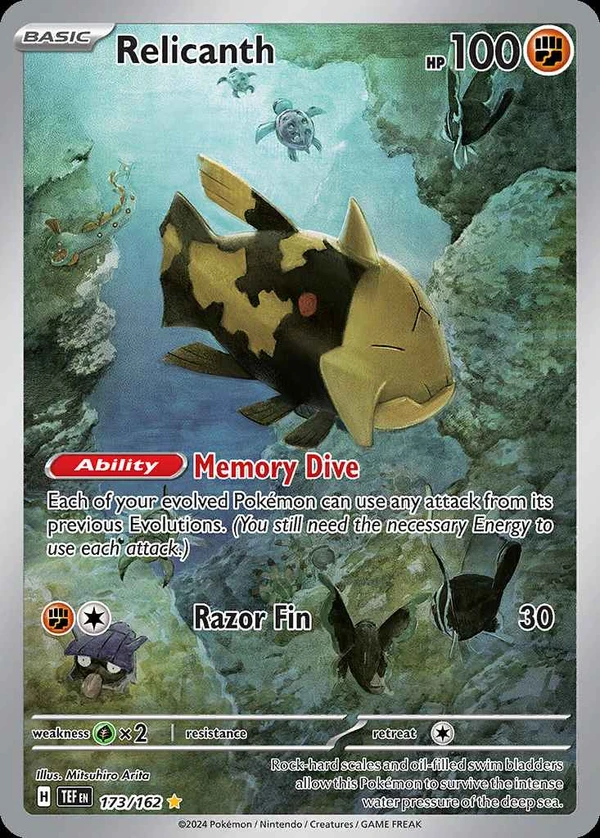 BASIC
Relicanth
HP 100
Ability Memory Dive
Each of your evolved Pokémon can use any attack from its
previous Evolutions. (You still need the necessary Energy to
use each attack.)
Razor Fin 30
weakness ×2 resistance retreat
Rock-hard scales and oil-filled swim bladders
allow this Pokémon to survive the intense
water pressure of the deep sea.
Illus. Mitsuhiro Arita
H TEF EN 173/162
©2024 Pokémon / Nintendo / Creatures / GAME FREAK